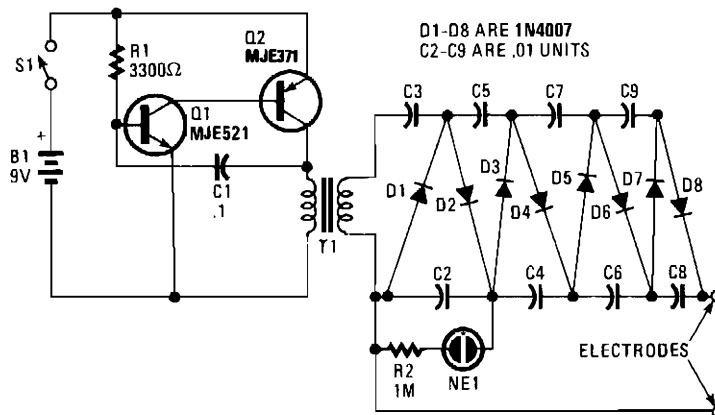 D1-D8 ARE 1N4007
C2-C9 ARE .01 UNITS
S1
R1
3300Ω
Q2
MJE371
Q1
MJE521
+
B1
9V
C1
.1
T1
C3
C5
C7
C9
D1
D2
D3
D4
D5
D6
D7
D8
C2
C4
C6
C8
R2
1M
NE1
ELECTRODES